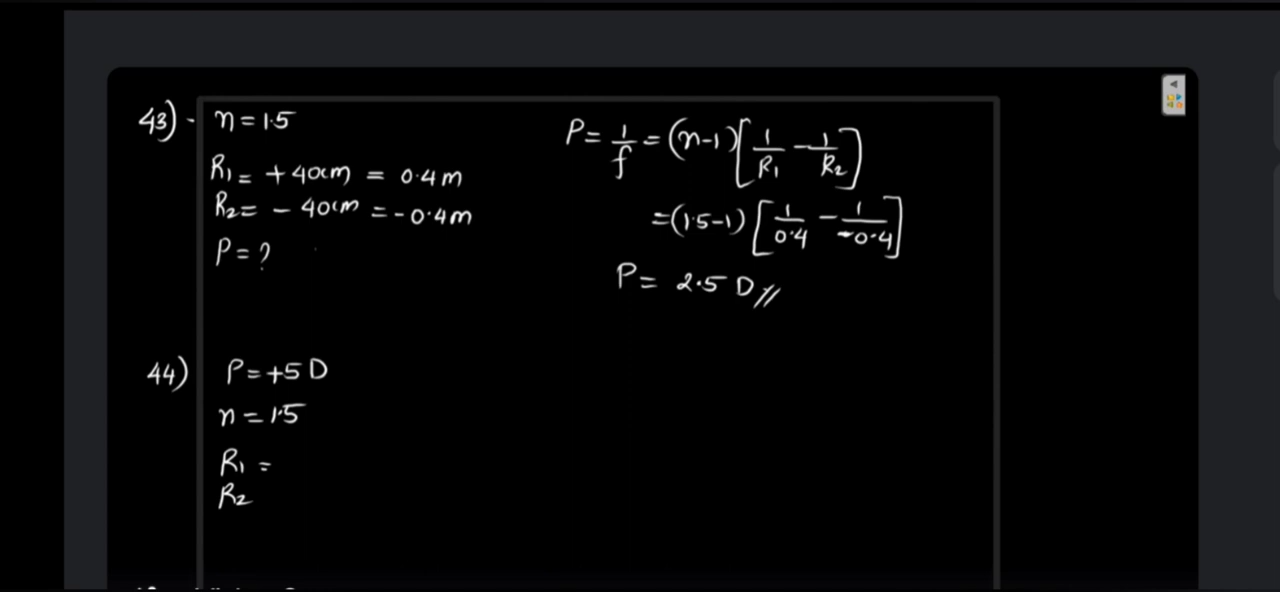 43) - n = 1.5
R1 = + 40cm = 0.4m
R2 = - 40cm = - 0.4m
P = ?
P = 1/f = (n-1) [1/R1 - 1/R2]
= (1.5-1) [1/0.4 - 1/-0.4]
P = 2.5 D //
44) P = +5 D
n = 1.5
R1 =
R2